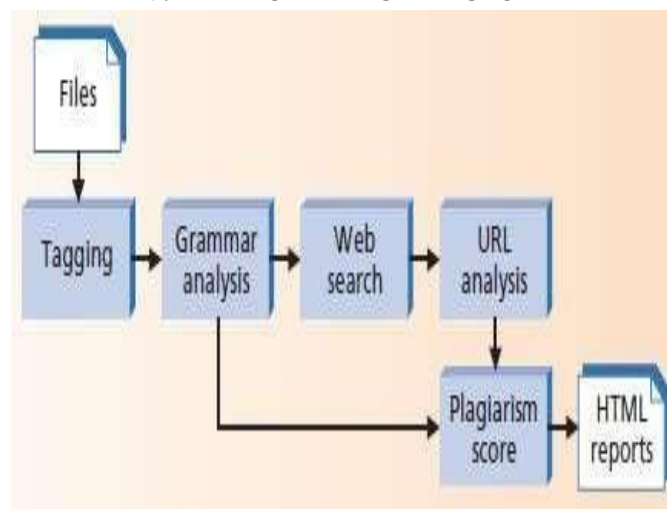 Files
Tagging
Grammar
analysis
Web
search
URL
analysis
Plagiarism
score
HTML
reports